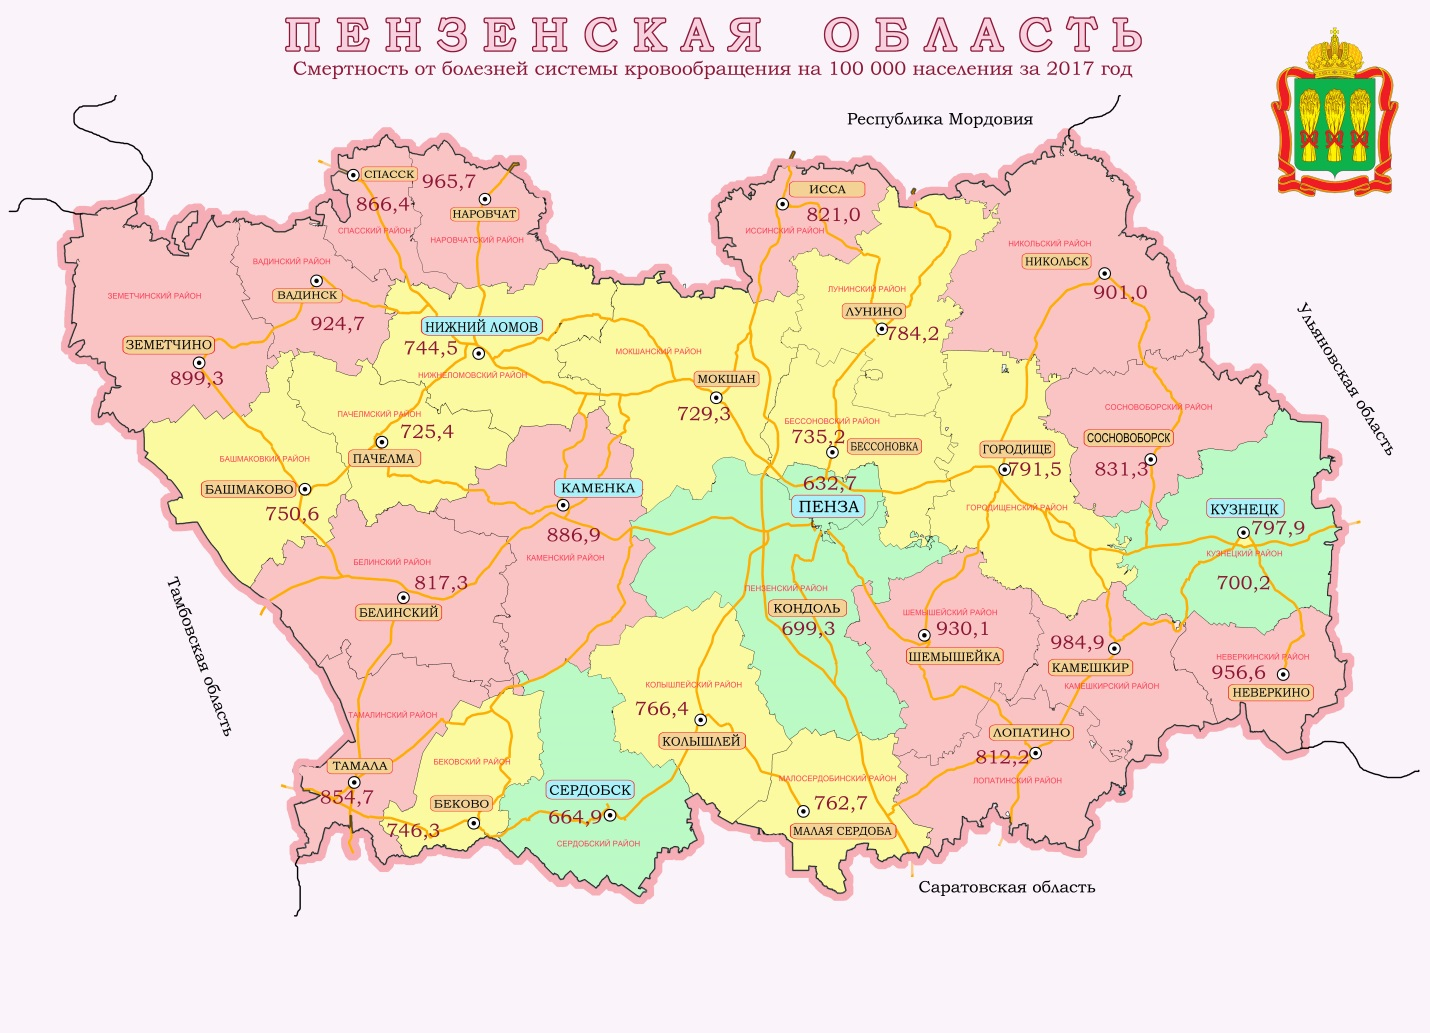 ПЕНЗЕНСКАЯ ОБЛАСТЬ
Смертность от болезней системы кровообращения на 100 000 населения за 2017 год
Республика Мордовия
СПАССК
965,7
866,4
НАРОВЧАТ
СПАССКИЙ РАЙОН
НАРОВЧАТСКИЙ РАЙОН
ИССА
821,0
ИССИНСКИЙ РАЙОН
НИКОЛЬСКИЙ РАЙОН
НИКОЛЬСК
901,0
ВАДИНСКИЙ РАЙОН
ВАДИНСК
924,7
ЗЕМЕТЧИНСКИЙ РАЙОН
ЗЕМЕТЧИНО
899,3
НИЖНИЙ ЛОМОВ
744,5
НИЖНЕЛОМОВСКИЙ РАЙОН
МОКШАНСКИЙ РАЙОН
МОКШАН
729,3
ЛУНИНСКИЙ РАЙОН
ЛУНИНО
784,2
Ульяновская область
ПАЧЕЛМСКИЙ РАЙОН
725,4
ПАЧЕЛМА
БЕССОНОВСКИЙ РАЙОН
735,2
БЕССОНОВКА
СОСНОВОБОРСКИЙ РАЙОН
СОСНОВОБОРСК
831,3
ГОРОДИЩЕ
791,5
ГОРОДИЩЕНСКИЙ РАЙОН
БАШМАКОВКИЙ РАЙОН
БАШМАКОВО
750,6
КАМЕНКА
886,9
КАМЕНСКИЙ РАЙОН
632,7
ПЕНЗА
КУЗНЕЦК
797,9
КУЗНЕЦКИЙ РАЙОН
700,2
БЕЛИНСКИЙ РАЙОН
817,3
БЕЛИНСКИЙ
Тамбовская область
ПЕНЗЕНСКИЙ РАЙОН
КОНДОЛЬ
699,3
ШЕМЫШЕЙСКИЙ РАЙОН
930,1
ШЕМЫШЕЙКА
984,9
КАМЕШКИР
КАМЕШКИРСКИЙ РАЙОН
НЕВЕРКИНСКИЙ РАЙОН
956,6
НЕВЕРКИНО
КОЛЫШЛЕЙСКИЙ РАЙОН
766,4
КОЛЫШЛЕЙ
ТАМАЛИНСКИЙ РАЙОН
ТАМАЛА
854,7
БЕКОВСКИЙ РАЙОН
БЕКОВО
746,3
СЕРДОБСК
664,9
СЕРДОБСКИЙ РАЙОН
МАЛОСЕРДОБИНСКИЙ РАЙОН
762,7
МАЛАЯ СЕРДОБА
ЛОПАТИНО
812,2
ЛОПАТИНСКИЙ РАЙОН
Саратовская область